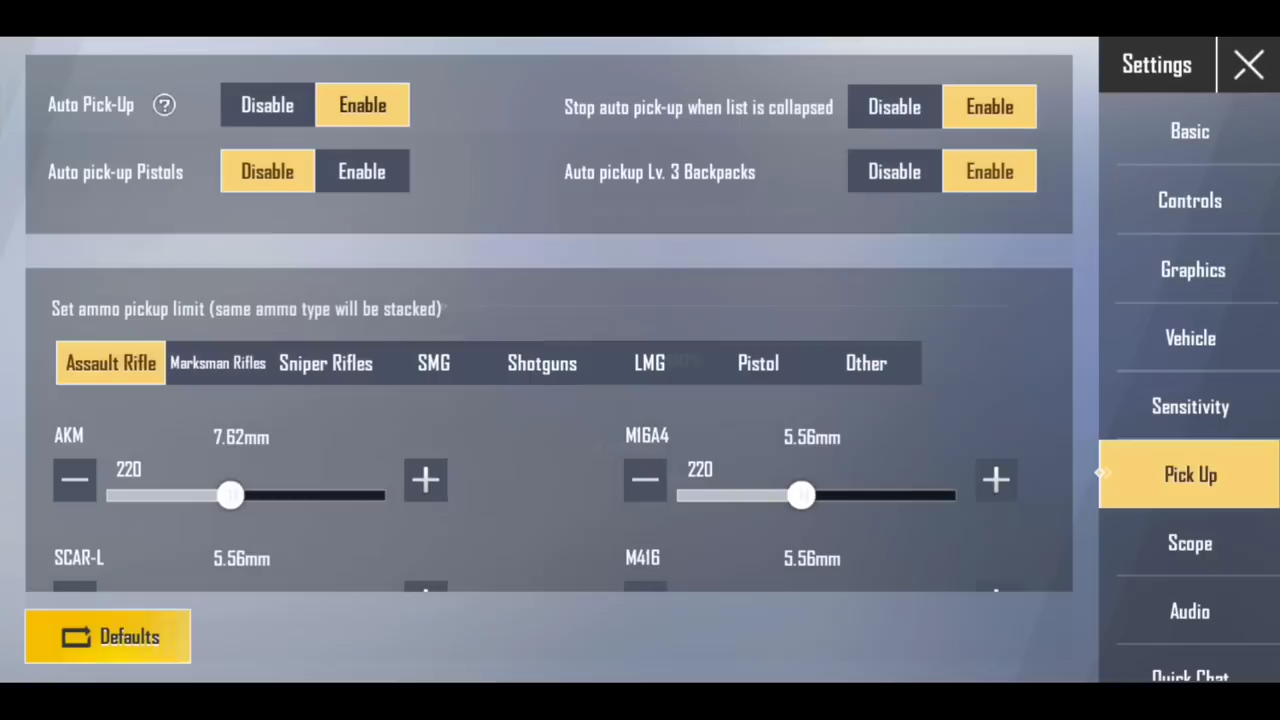 Settings
Auto Pick-Up ? Disable Enable
Stop auto pick-up when list is collapsed Disable Enable
Auto pick-up Pistols Disable Enable
Auto pickup Lv. 3 Backpacks Disable Enable
Set ammo pickup limit (same ammo type will be stacked)
Assault Rifle Marksman Rifles Sniper Rifles SMG Shotguns LMG Pistol Other
AKM 7.62mm
220
M16A4 5.56mm
220
SCAR-L 5.56mm
M416 5.56mm
Defaults
Basic
Controls
Graphics
Vehicle
Sensitivity
Pick Up
Scope
Audio
Quick Chat